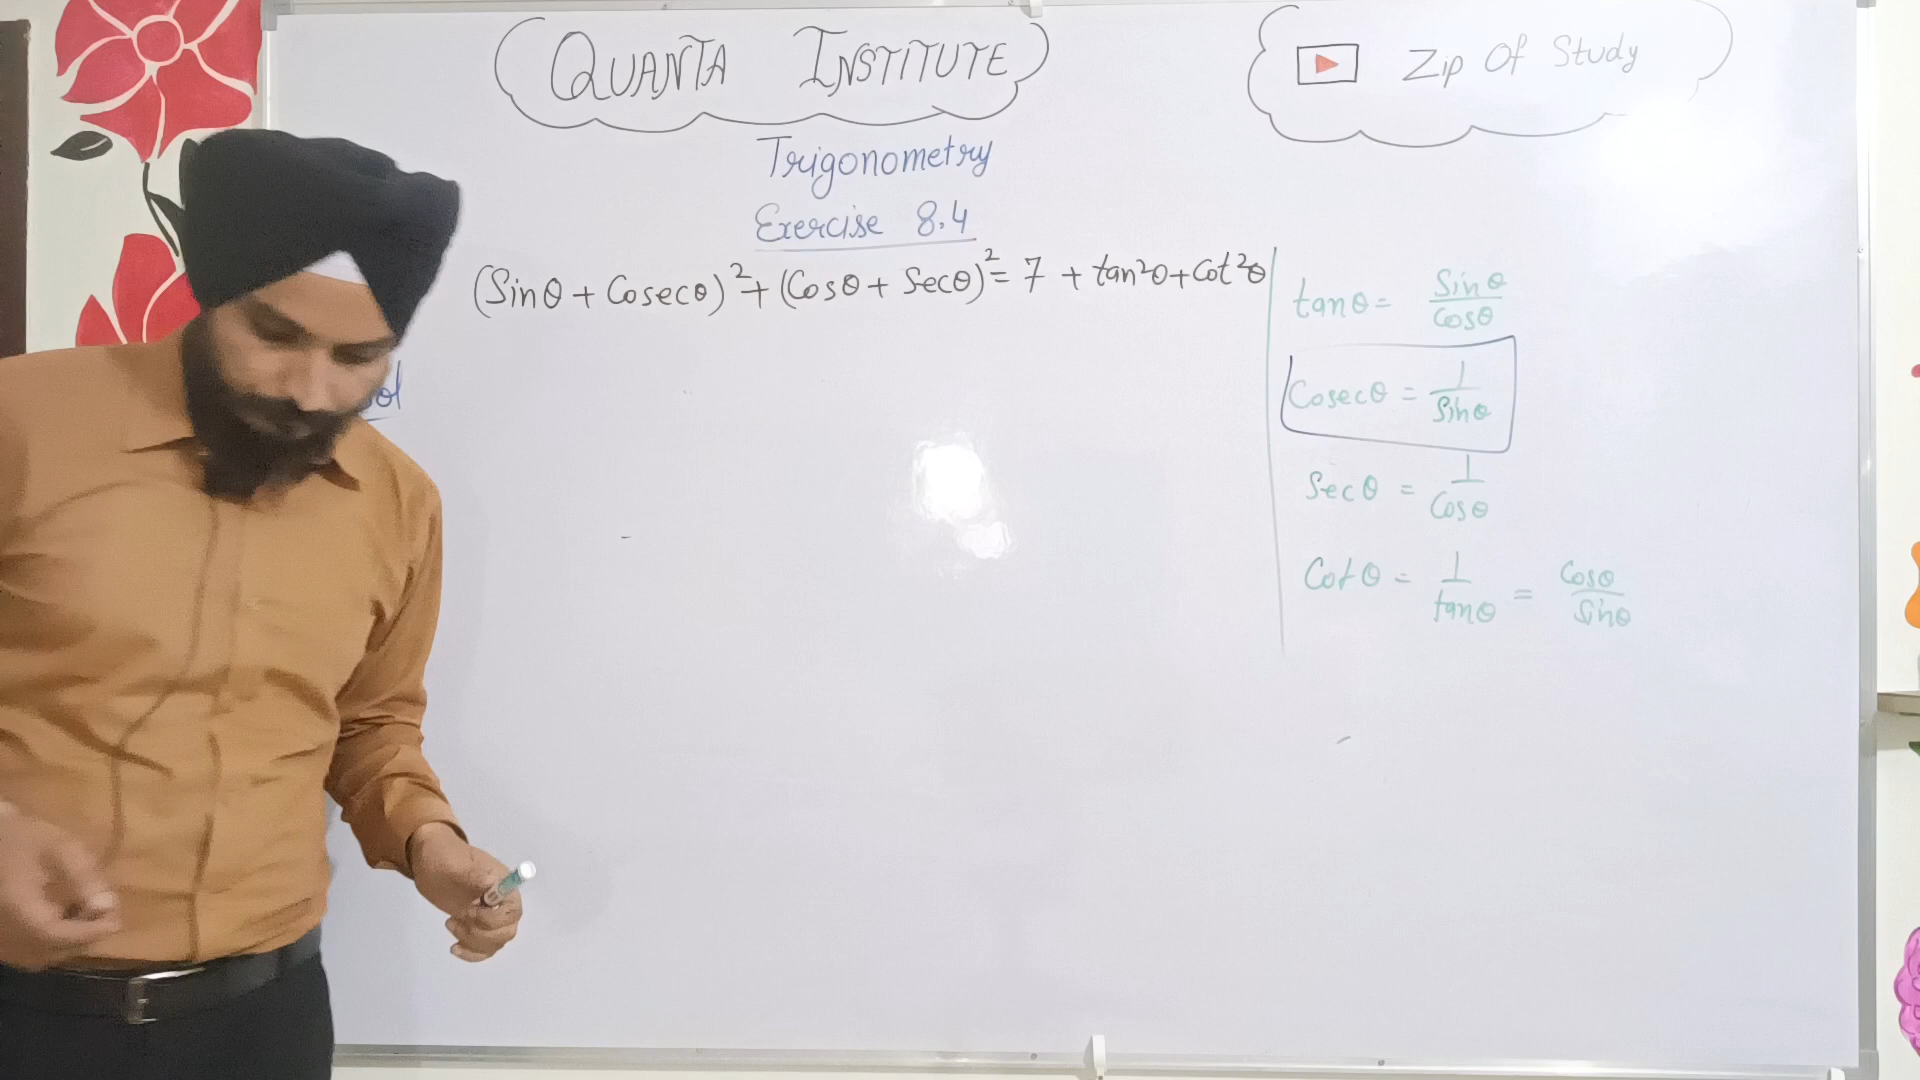 QUANTA INSTITUTE
Zip Of Study
Trigonometry
Exercise 8.4
(Sinθ + Cosecθ)² + (Cosθ + Secθ)² = 7 + tan²θ + Cot²θ
tanθ = Sinθ/Cosθ
Cosecθ = 1/Sinθ
Secθ = 1/Cosθ
Cotθ = 1/tanθ = Cosθ/Sinθ